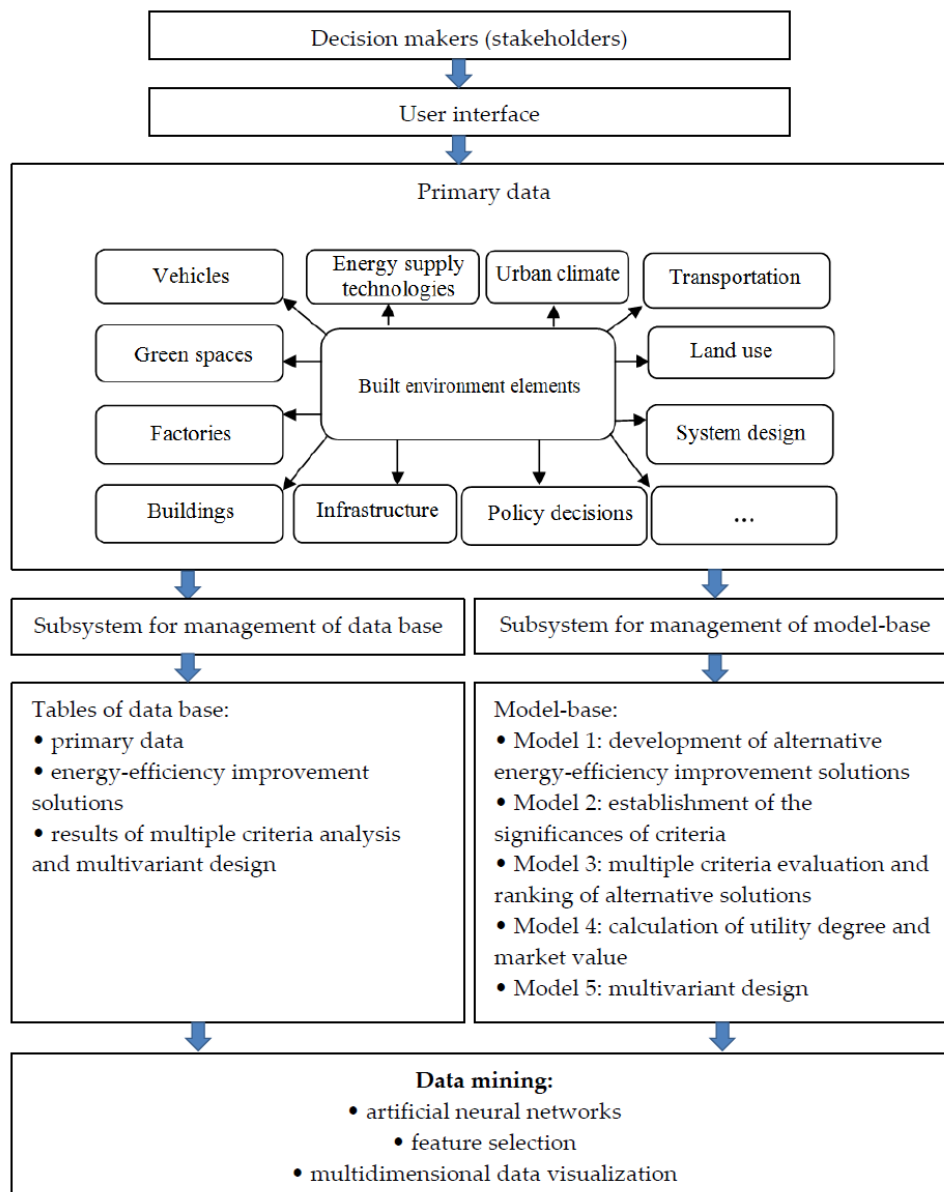 Decision makers (stakeholders)
User interface
Primary data
Vehicles
Energy supply
technologies
Urban climate
Transportation
Green spaces
Built environment elements
Land use
Factories
System design
Buildings
Infrastructure
Policy decisions
...
Subsystem for management of data base
Subsystem for management of model-base
Tables of data base:
• primary data
• energy-efficiency improvement
solutions
• results of multiple criteria analysis
and multivariant design
Model-base:
• Model 1: development of alternative
energy-efficiency improvement solutions
• Model 2: establishment of the
significances of criteria
• Model 3: multiple criteria evaluation and
ranking of alternative solutions
• Model 4: calculation of utility degree and
market value
• Model 5: multivariant design
Data mining:
• artificial neural networks
• feature selection
• multidimensional data visualization